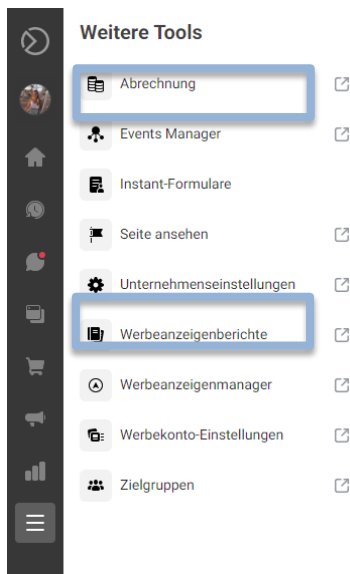 Weitere Tools
Abrechnung
Events Manager
Instant-Formulare
Seite ansehen
Unternehmenseinstellungen
Werbeanzeigenberichte
Werbeanzeigenmanager
Werbekonto-Einstellungen
Zielgruppen